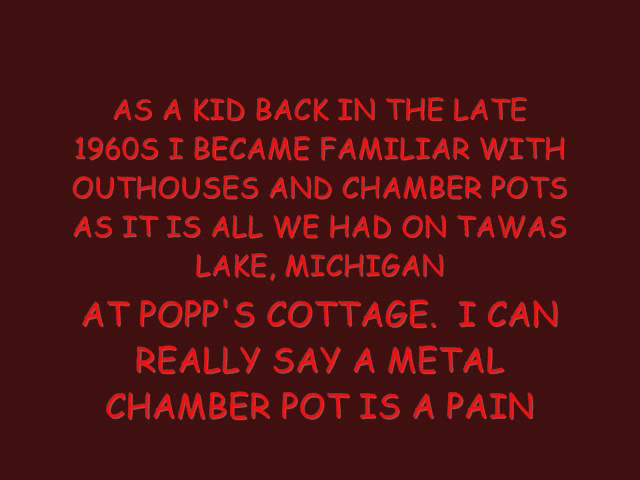 AS A KID BACK IN THE LATE
1960S I BECAME FAMILIAR WITH
OUTHOUSES AND CHAMBER POTS
AS IT IS ALL WE HAD ON TAWAS
LAKE, MICHIGAN
AT POPP'S COTTAGE.  I CAN
REALLY SAY A METAL
CHAMBER POT IS A PAIN